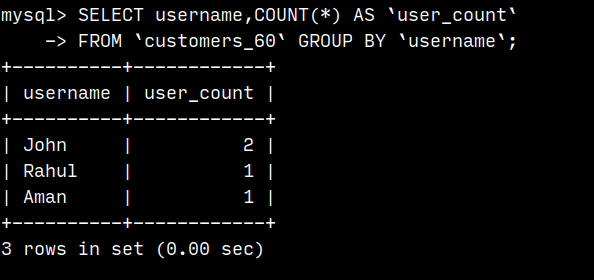 mysql> SELECT username,COUNT(*) AS `user_count`
    -> FROM `customers_60` GROUP BY `username`;
+----------+------------+
| username | user_count |
+----------+------------+
| John     |          2 |
| Rahul    |          1 |
| Aman     |          1 |
+----------+------------+
3 rows in set (0.00 sec)